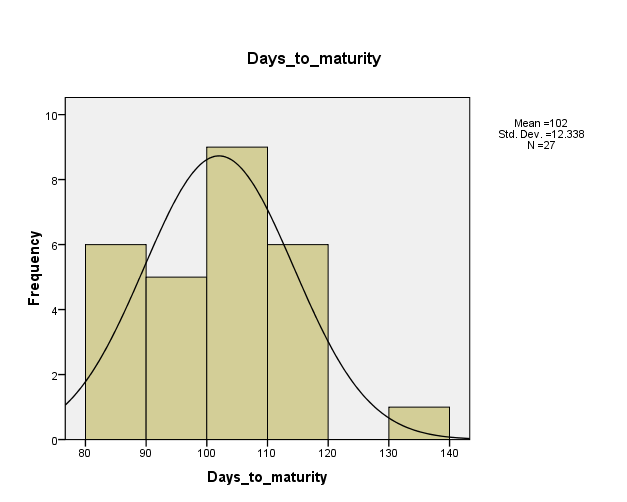 Days_to_maturity
Mean =102
Std. Dev. =12.338
N =27
Frequency
10
8
6
4
2
0
80 90 100 110 120 130 140
Days_to_maturity